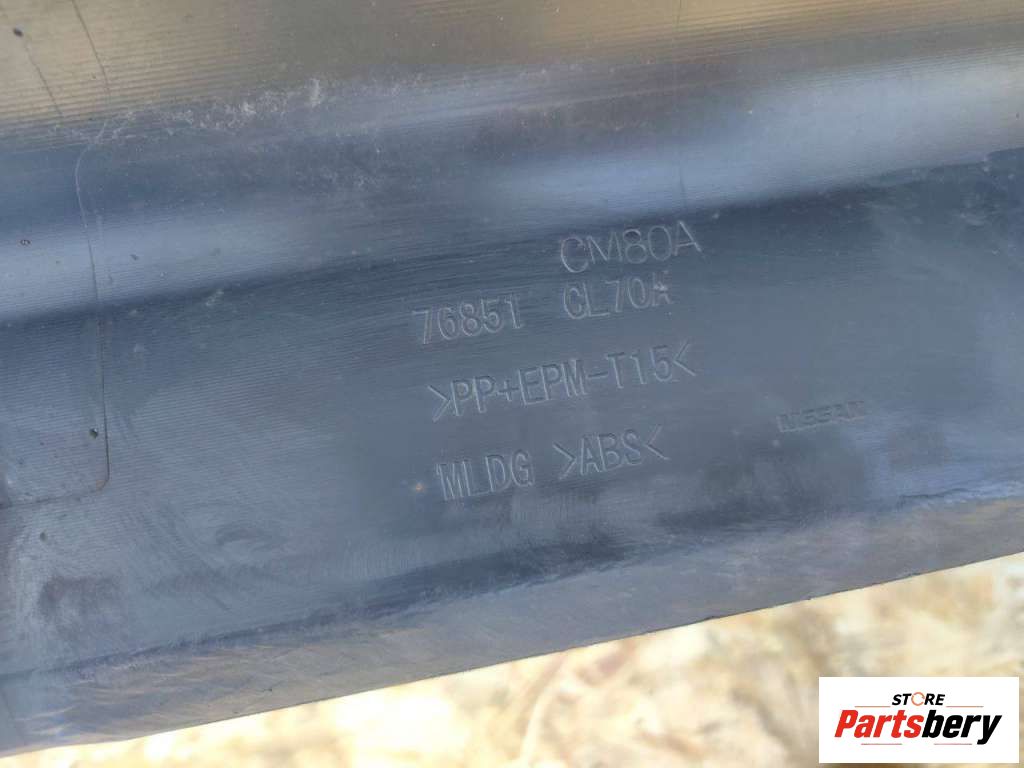 CM80A
76851 CL70A
>PP+EPM-T15<
MLDG >ABS<
NISSAN
STORE
Partsbery